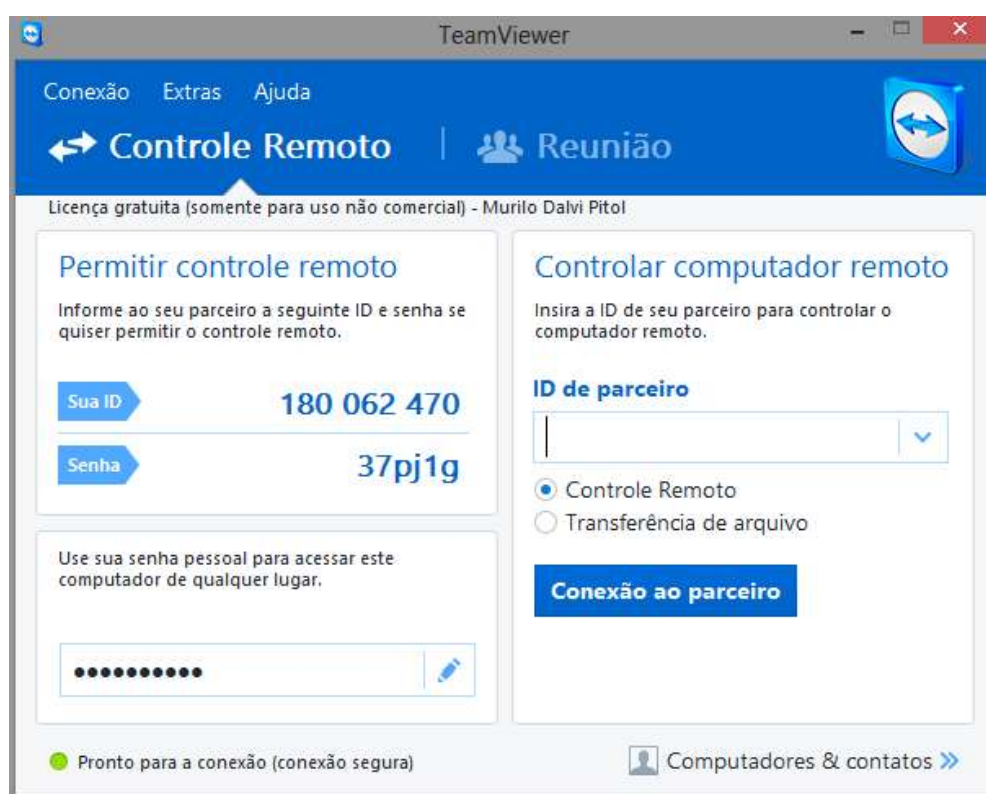 TeamViewer
Conexão Extras Ajuda
Controle Remoto Reunião
Licença gratuita (somente para uso não comercial) - Murilo Dalvi Pitol
Permitir controle remoto
Informe ao seu parceiro a seguinte ID e senha se
quiser permitir o controle remoto.
Sua ID 180 062 470
Senha 37pj1g
Use sua senha pessoal para acessar este
computador de qualquer lugar.
Controlar computador remoto
Insira a ID de seu parceiro para controlar o
computador remoto.
ID de parceiro
Controle Remoto
Transferência de arquivo
Conexão ao parceiro
Pronto para a conexão (conexão segura)
Computadores & contatos